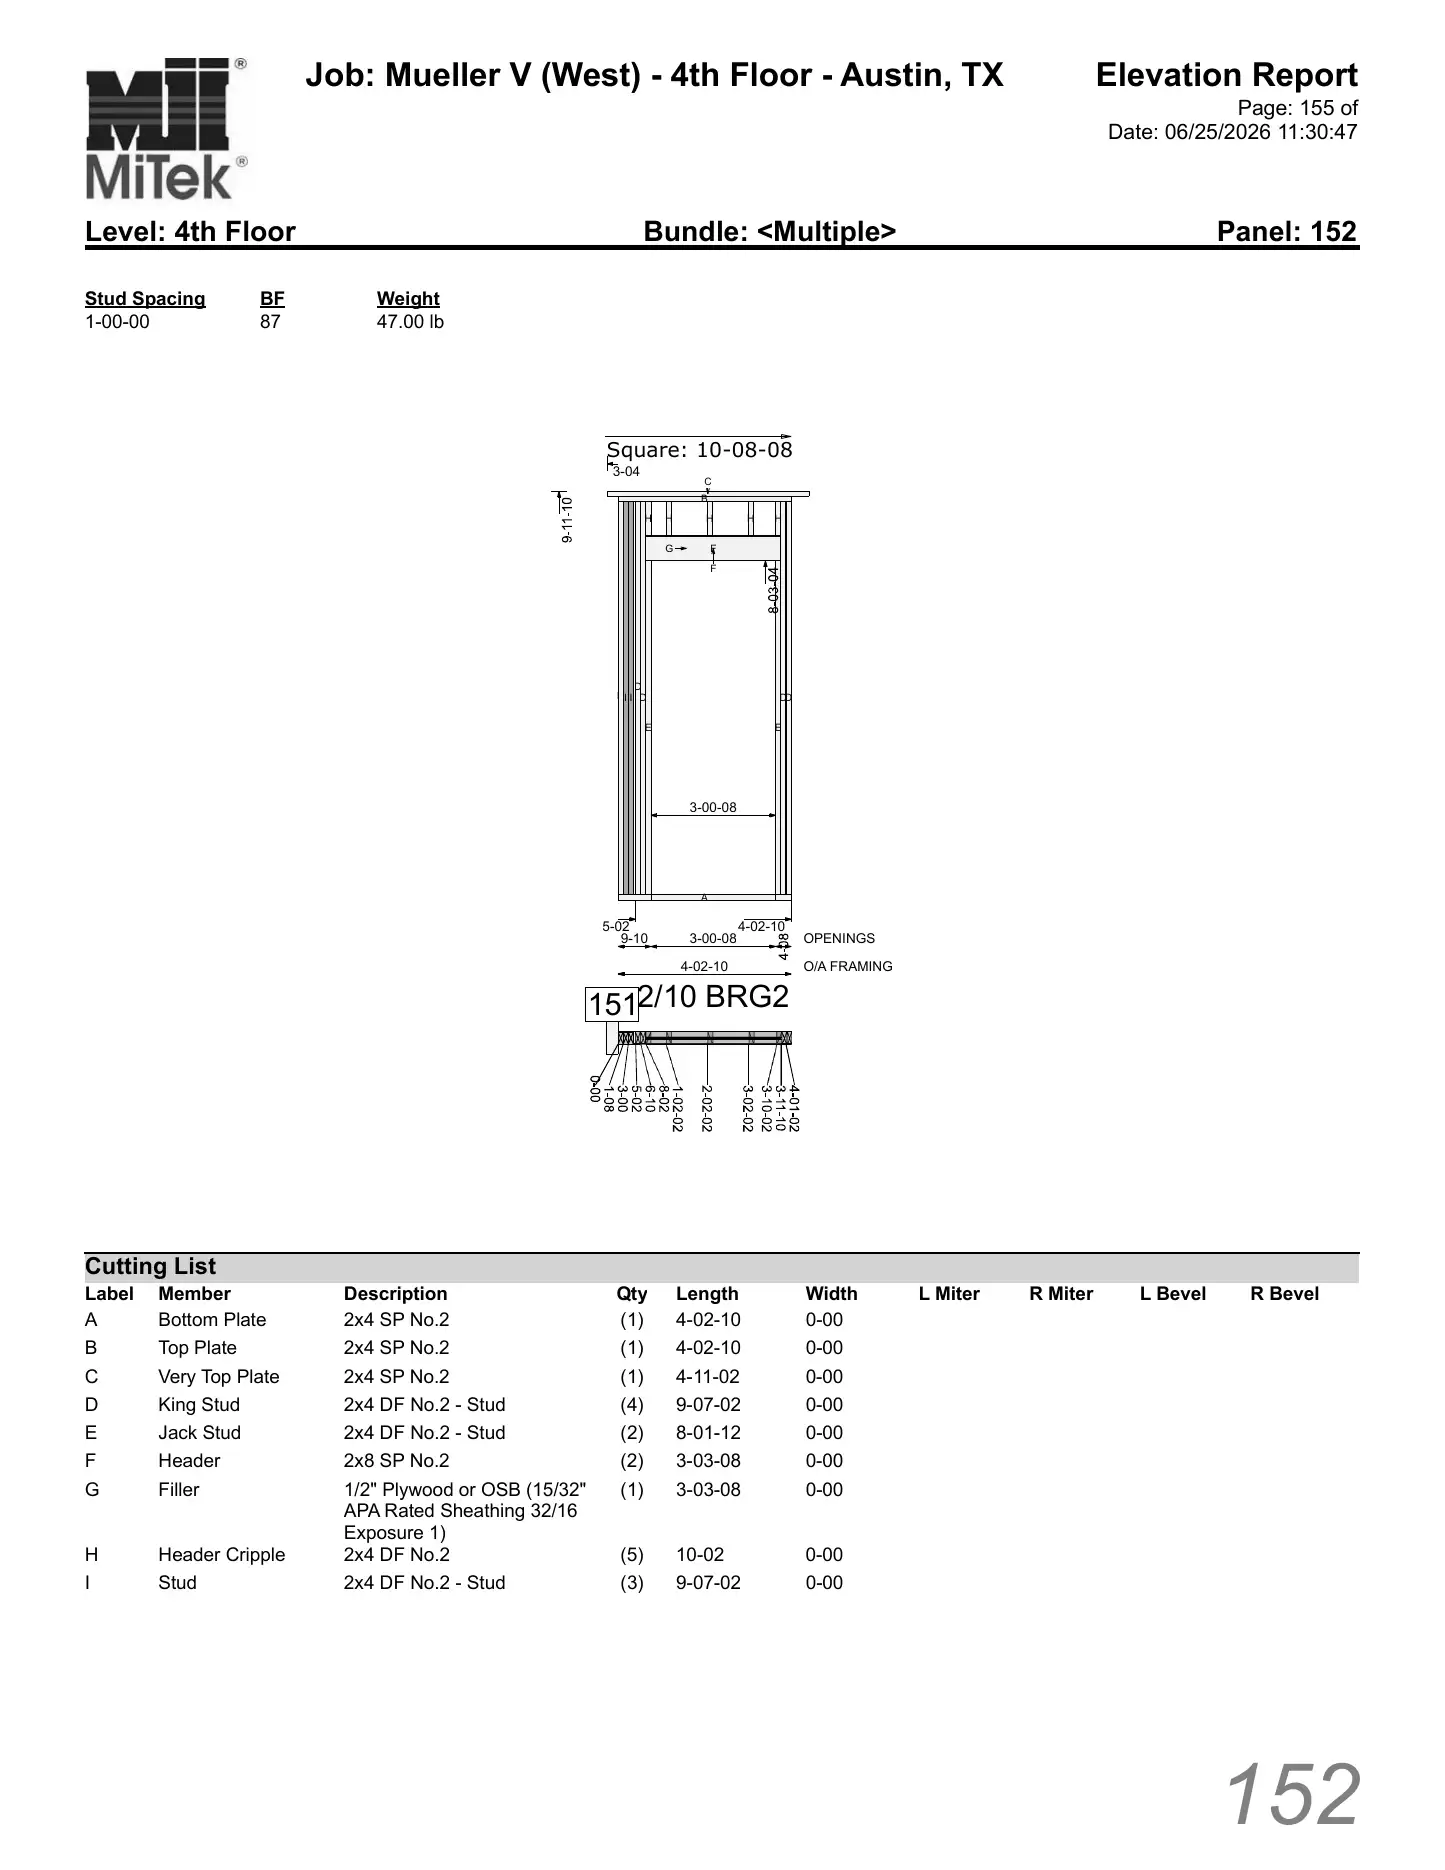 MiTek®
Job: Mueller V (West) - 4th Floor - Austin, TX
Elevation Report
Page: 155 of
Date: 06/25/2026 11:30:47
Level: 4th Floor Bundle: <Multiple> Panel: 152
Stud Spacing BF Weight
1-00-00 87 47.00 lb
Square: 10-08-08
3-04
C
B
9-11-10
H H H H H
G E
F
8-03-04
D
I I I D D D
E E
3-00-08
A
5-02 4-02-10
9-10 3-00-08 4-08 OPENINGS
4-02-10 O/A FRAMING
151 2/10 BRG2
0-00 1-08 3-00 5-02 6-10 8-02 1-02-02 2-02-02 3-02-02 3-10-02 3-11-10 4-01-02
Cutting List
Label Member Description Qty Length Width L Miter R Miter L Bevel R Bevel
A Bottom Plate 2x4 SP No.2 (1) 4-02-10 0-00
B Top Plate 2x4 SP No.2 (1) 4-02-10 0-00
C Very Top Plate 2x4 SP No.2 (1) 4-11-02 0-00
D King Stud 2x4 DF No.2 - Stud (4) 9-07-02 0-00
E Jack Stud 2x4 DF No.2 - Stud (2) 8-01-12 0-00
F Header 2x8 SP No.2 (2) 3-03-08 0-00
G Filler 1/2" Plywood or OSB (15/32" (1) 3-03-08 0-00
APA Rated Sheathing 32/16
Exposure 1)
H Header Cripple 2x4 DF No.2 (5) 10-02 0-00
I Stud 2x4 DF No.2 - Stud (3) 9-07-02 0-00
152